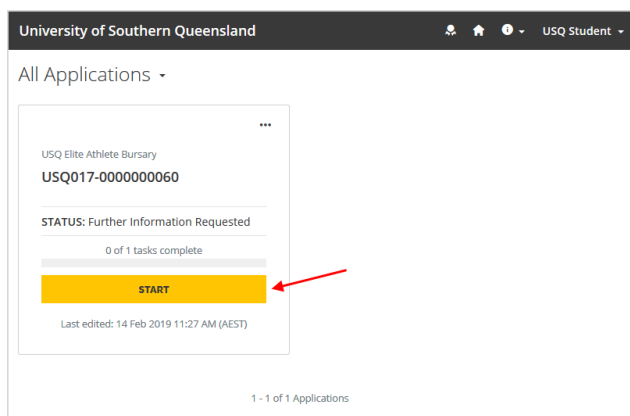 University of Southern Queensland
USQ Student
All Applications
USQ Elite Athlete Bursary
USQ017-0000000060
STATUS: Further Information Requested
0 of 1 tasks complete
START
Last edited: 14 Feb 2019 11:27 AM (AEST)
1 - 1 of 1 Applications